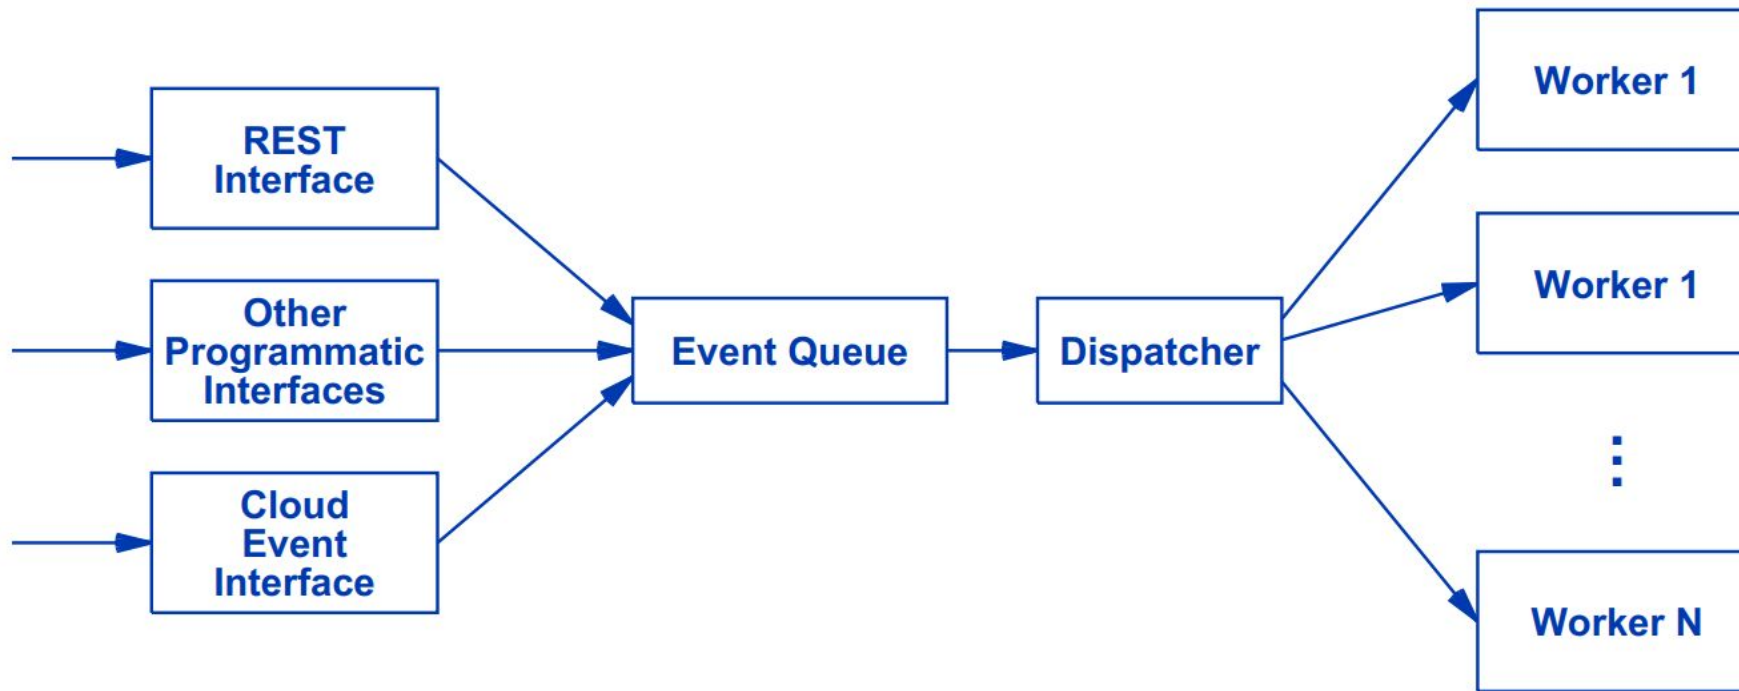 REST
Interface
Other
Programmatic
Interfaces
Cloud
Event
Interface
Event Queue
Dispatcher
Worker 1
Worker 1
Worker N